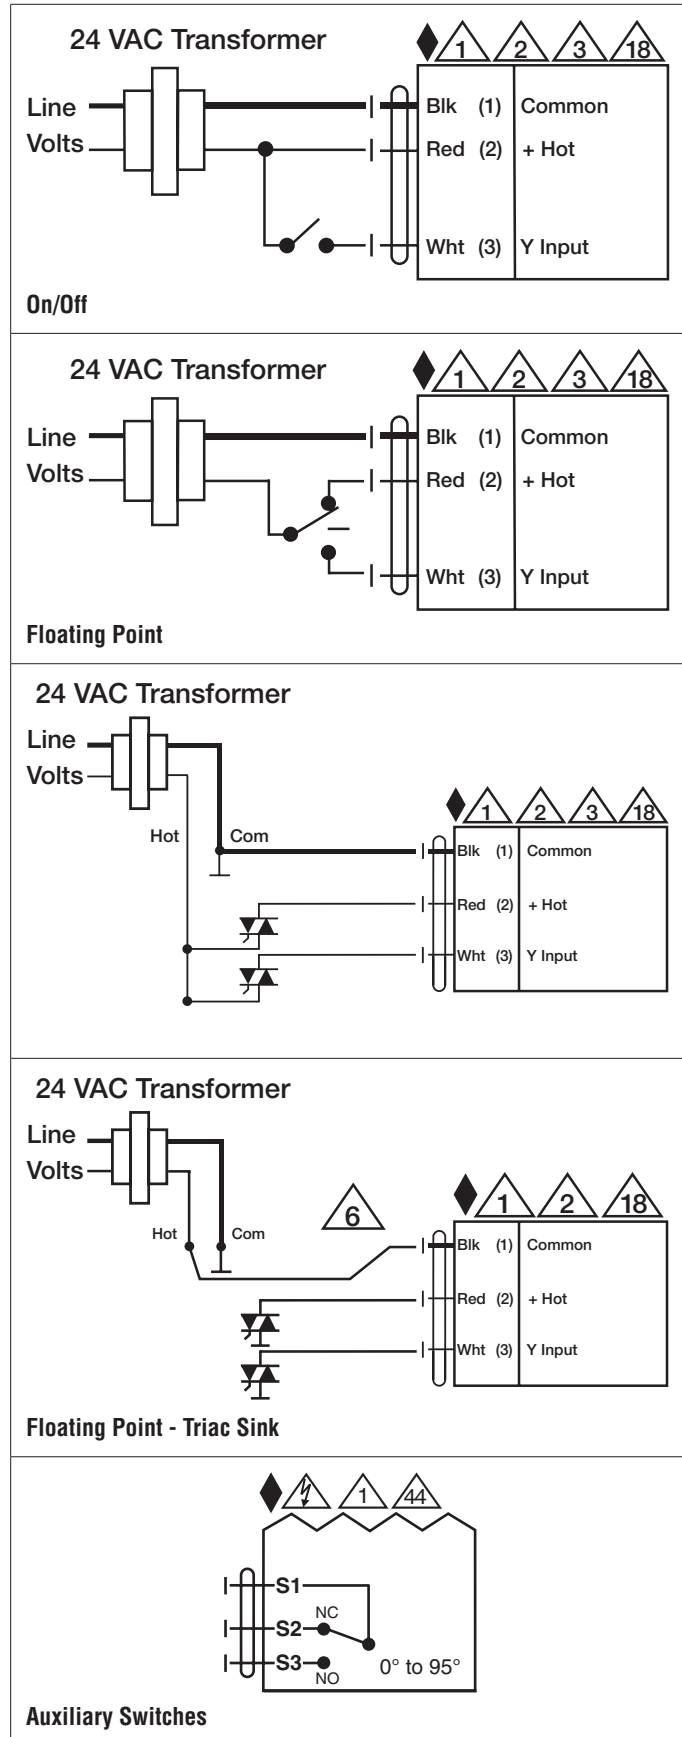 24 VAC Transformer
1 2 3 18
Line
Volts
Blk (1) Common
Red (2) + Hot
Wht (3) Y Input
On/Off
24 VAC Transformer
1 2 3 18
Line
Volts
Blk (1) Common
Red (2) + Hot
Wht (3) Y Input
Floating Point
24 VAC Transformer
Line
Volts
1 2 3 18
Hot Com
Blk (1) Common
Red (2) + Hot
Wht (3) Y Input
24 VAC Transformer
Line
Volts
6
1 2 18
Hot Com
Blk (1) Common
Red (2) + Hot
Wht (3) Y Input
Floating Point - Triac Sink
1 44
S1
S2 NC
S3 NO
0° to 95°
Auxiliary Switches